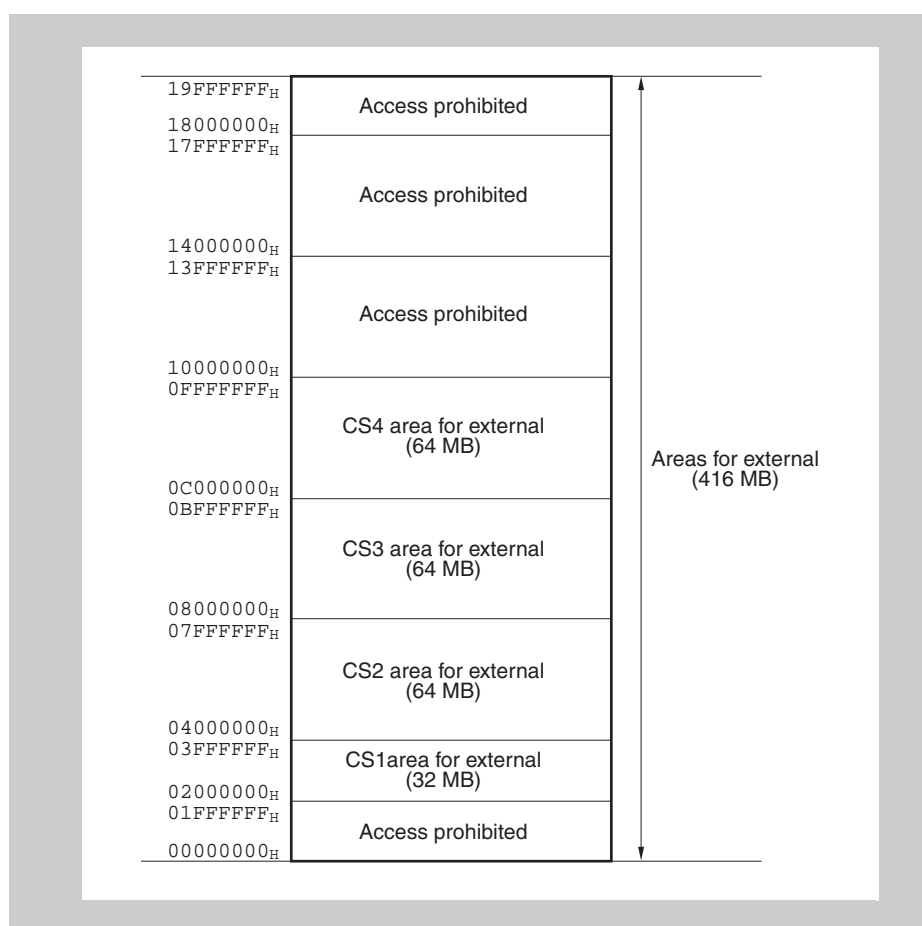 19FFFFFFH
Access prohibited
18000000H
17FFFFFFH
Access prohibited
14000000H
13FFFFFFH
Access prohibited
10000000H
0FFFFFFFH
CS4 area for external
(64 MB)
Areas for external
(416 MB)
0C000000H
0BFFFFFFH
CS3 area for external
(64 MB)
08000000H
07FFFFFFH
CS2 area for external
(64 MB)
04000000H
03FFFFFFH
CS1area for external
(32 MB)
02000000H
01FFFFFFH
Access prohibited
00000000H